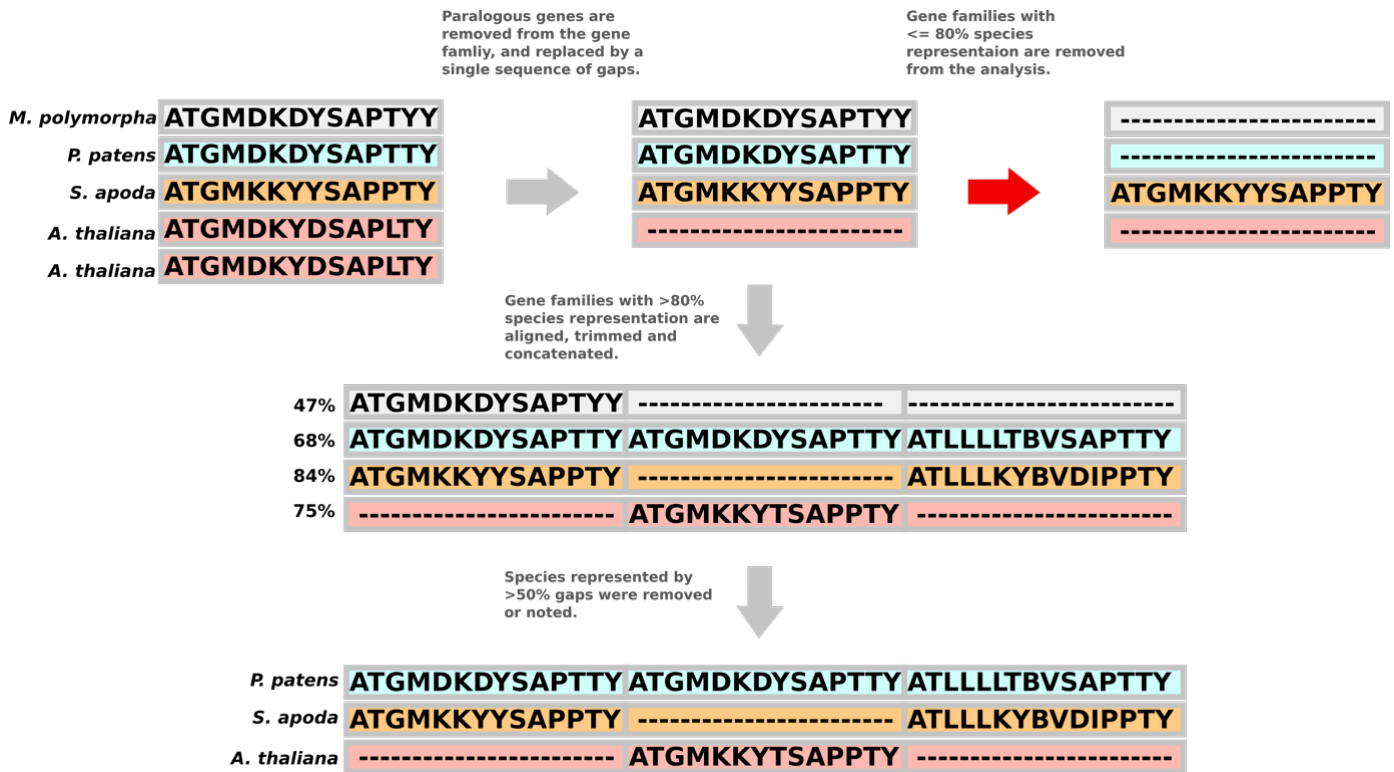 Paralogous genes are
removed from the gene
famliy, and replaced by a
single sequence of gaps.
Gene families with
<= 80% species
representaion are removed
from the analysis.
M. polymorpha ATGMDKDYSAPTYY
P. patens ATGMDKDYSAPTTY
S. apoda ATGMKKYYSAPPTY
A. thaliana ATGMDKYDSAPLTY
A. thaliana ATGMDKYDSAPLTY
ATGMDKDYSAPTYY
ATGMDKDYSAPTTY
ATGMKKYYSAPPTY
------------------------
------------------------
------------------------
ATGMKKYYSAPPTY
------------------------
Gene families with >80%
species representation are
aligned, trimmed and
concatenated.
47% ATGMDKDYSAPTYY ----------------------- -------------------------
68% ATGMDKDYSAPTTY ATGMDKDYSAPTTY ATLLLLTBVSAPTTY
84% ATGMKKYYSAPPTY ------------------------ ATLLLKYBVDIPPTY
75% ------------------------ ATGMKKYTSAPPTY ------------------------
Species represented by
>50% gaps were removed
or noted.
P. patens ATGMDKDYSAPTTY ATGMDKDYSAPTTY ATLLLLTBVSAPTTY
S. apoda ATGMKKYYSAPPTY ------------------------ ATLLLKYBVDIPPTY
A. thaliana ------------------------ ATGMKKYTSAPPTY ------------------------